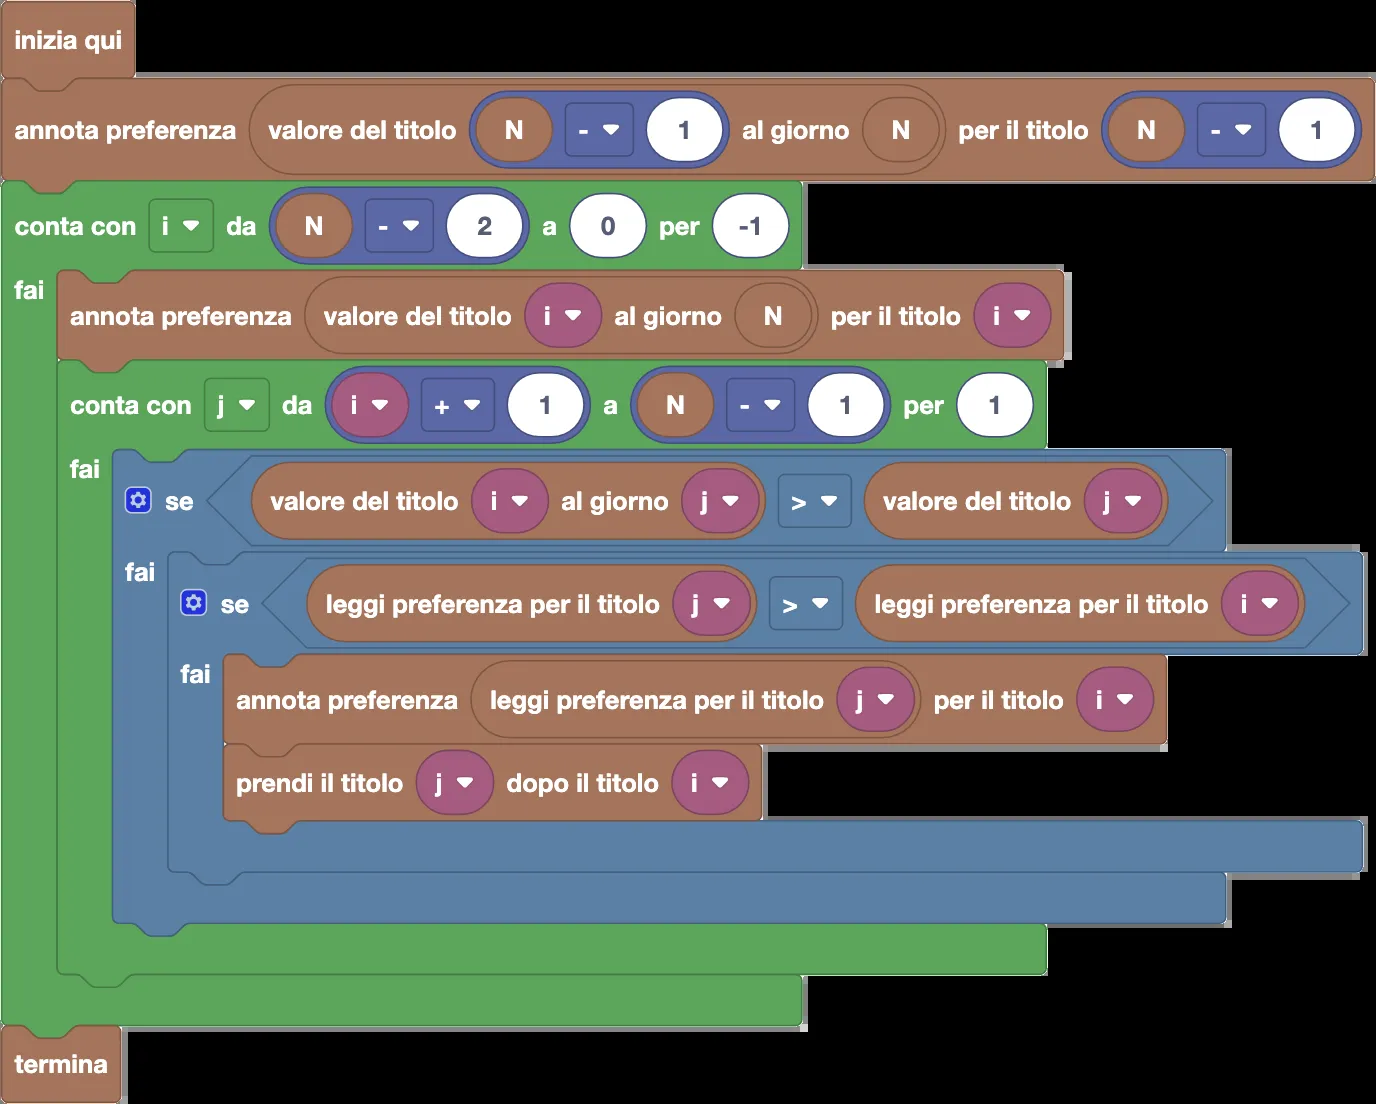 inizia qui
annota preferenza valore del titolo N - 1 al giorno N per il titolo N - 1
conta con i da N - 2 a 0 per -1
fai
annota preferenza valore del titolo i al giorno N per il titolo i
conta con j da i + 1 a N - 1 per 1
fai
se valore del titolo i al giorno j > valore del titolo j
fai
se leggi preferenza per il titolo j > leggi preferenza per il titolo i
fai
annota preferenza leggi preferenza per il titolo j per il titolo i
prendi il titolo j dopo il titolo i
termina